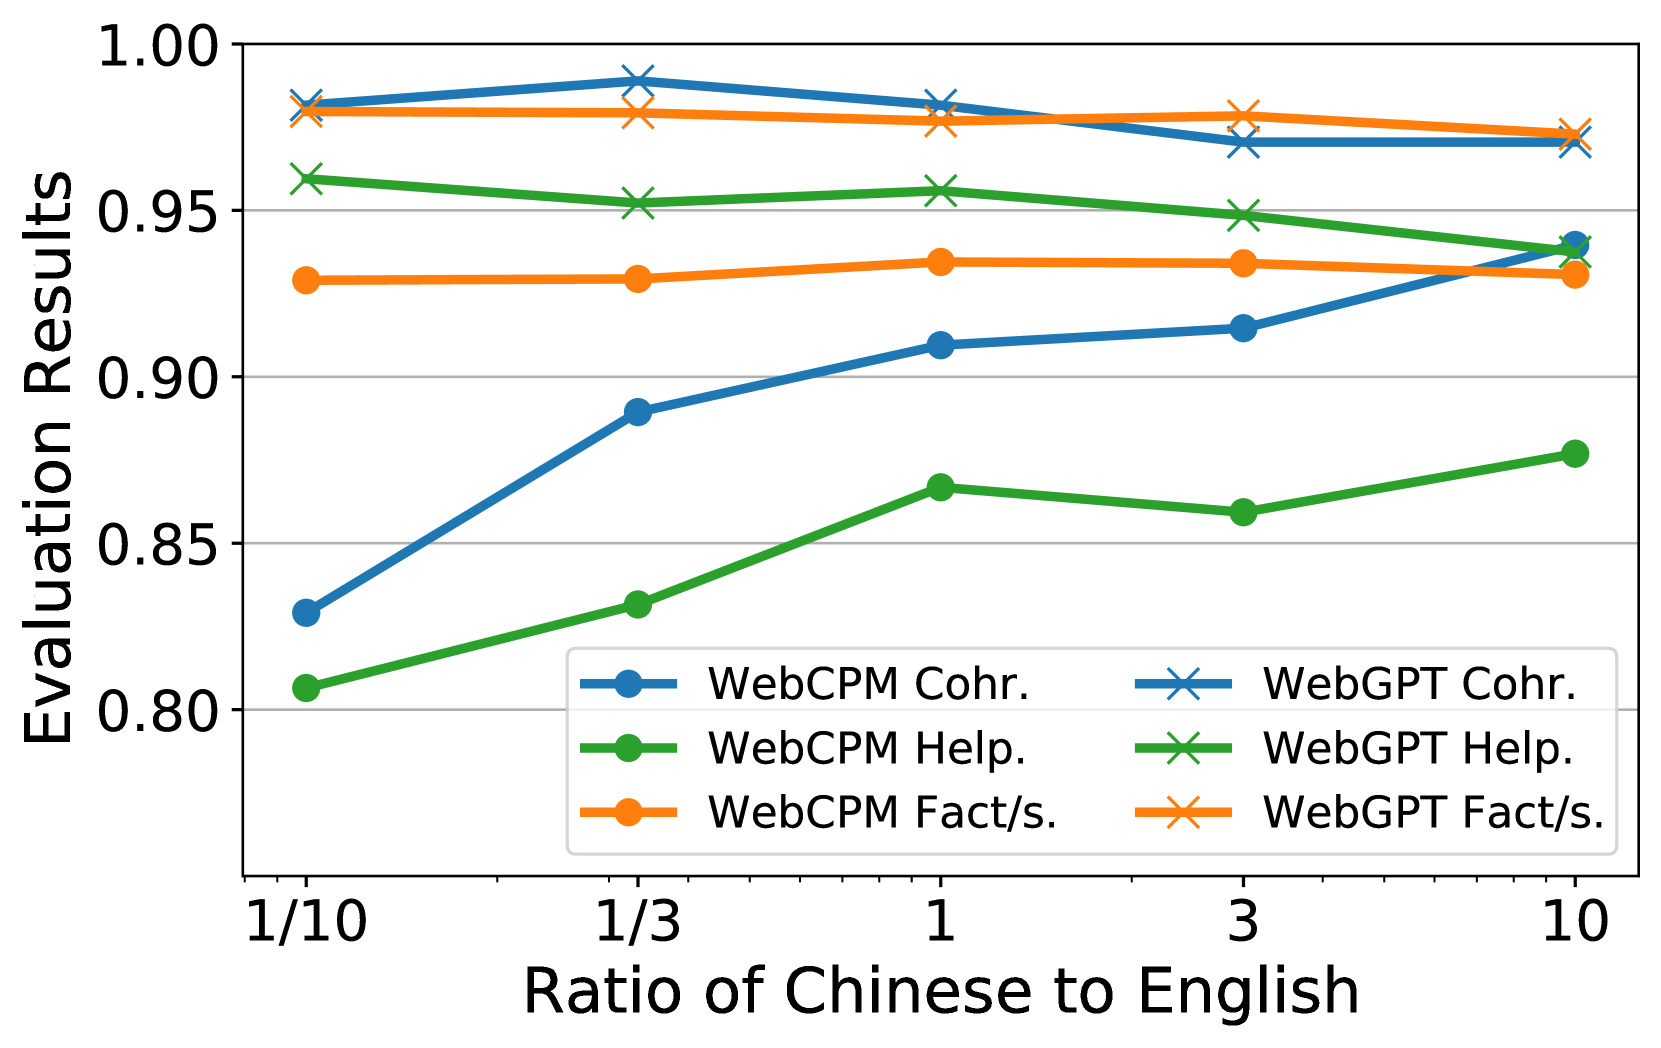 1.00
0.95
0.90
0.85
0.80
Evaluation Results
WebCPM Cohr.
WebCPM Help.
WebCPM Fact/s.
WebGPT Cohr.
WebGPT Help.
WebGPT Fact/s.
1/10 1/3 1 3 10
Ratio of Chinese to English